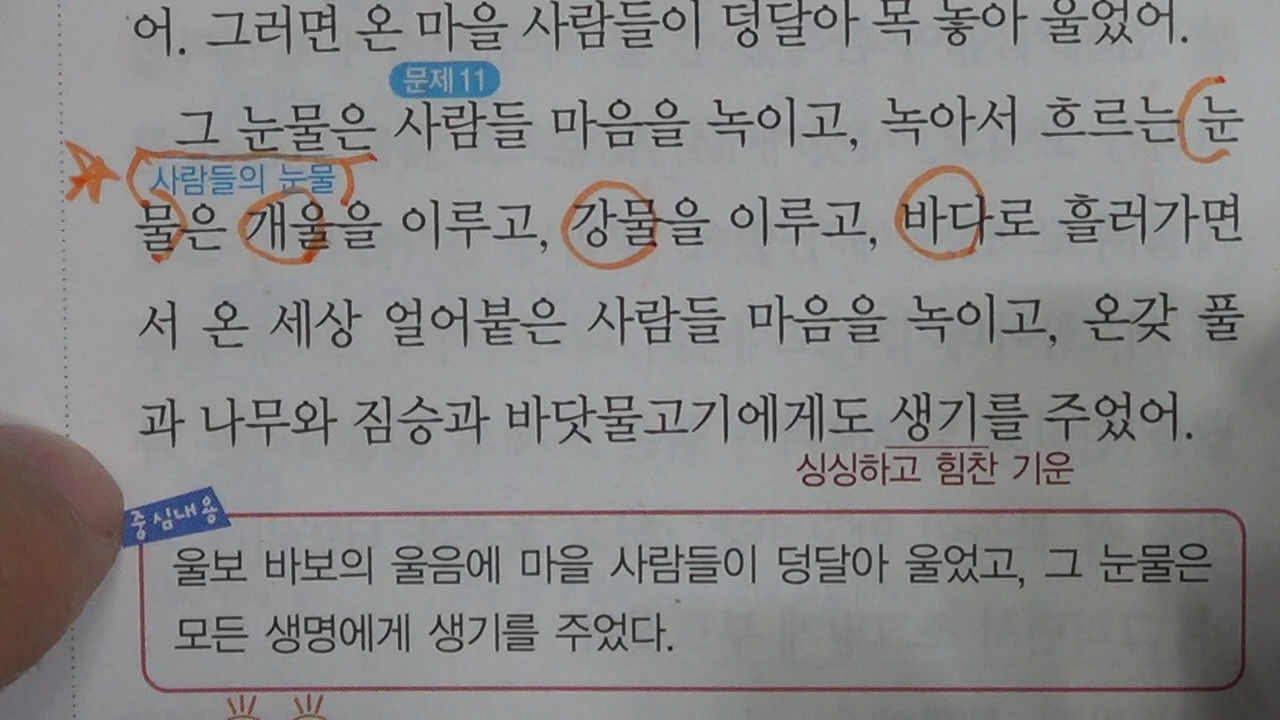 어. 그러면 온 마을 사람들이 덩달아 목 놓아 울었어.
문제 11
그 눈물은 사람들 마음을 녹이고, 녹아서 흐르는 눈
사람들의 눈물
물은 개울을 이루고, 강물을 이루고, 바다로 흘러가면
서 온 세상 얼어붙은 사람들 마음을 녹이고, 온갖 풀
과 나무와 짐승과 바닷물고기에게도 생기를 주었어.
싱싱하고 힘찬 기운
중심내용
울보 바보의 울음에 마을 사람들이 덩달아 울었고, 그 눈물은
모든 생명에게 생기를 주었다.